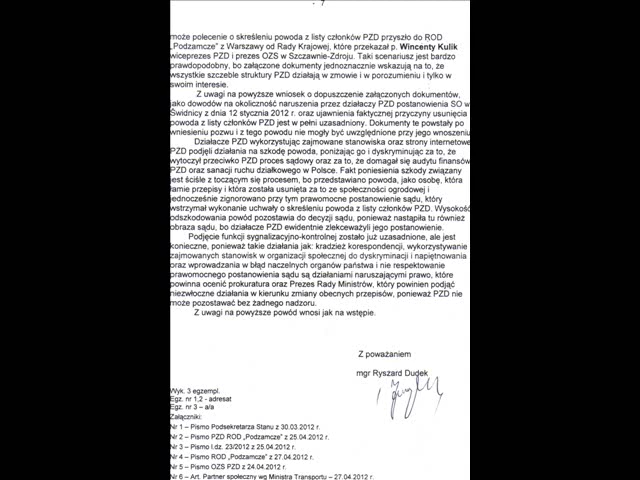 - 7
może polecenie o skreśleniu powoda z listy członków PZD przyszło do ROD
„Podzamcze” z Warszawy od Rady Krajowej, które przekazał p. Wincenty Kulik
wiceprezes PZD i prezes OZS w Szczawnie-Zdroju. Taki scenariusz jest bardzo
prawdopodobny, bo załączone dokumenty jednoznacznie wskazują na to, że
wszystkie szczeble struktury PZD działają w zmowie i w porozumieniu i tylko w
swoim interesie.
Z uwagi na powyższe wniosek o dopuszczenie załączonych dokumentów,
jako dowodów na okoliczność naruszenia przez działaczy PZD postanowienia SO w
Świdnicy z dnia 12 stycznia 2012 r. oraz ujawnienia faktycznej przyczyny usunięcia
powoda z listy członków PZD jest w pełni uzasadniony. Dokumenty te powstały po
wniesieniu pozwu i z tego powodu nie mogły być uwzględnione przy jego wnoszeniu
Działacze PZD wykorzystując zajmowane stanowiska oraz strony internetowe
PZD podjęli działania na szkodę powoda, poniżając go i dyskryminując za to, że
wytoczył przeciwko PZD proces sądowy oraz za to, że domagał się audytu finansów
PZD oraz sanacji ruchu działkowego w Polsce. Fakt poniesienia szkody związany
jest ściśle z toczącym się procesem, bo przedstawiano powoda, jako osobę, która
łamie przepisy i która została usunięta za to ze społeczności ogrodowej i
jednocześnie zignorowano przy tym prawomocne postanowienie sądu, który
wstrzymał wykonanie uchwały o skreśleniu powoda z listy członków PZD. Wysokość
odszkodowania powód pozostawia do decyzji sądu, ponieważ nastąpiła tu również
obraza sądu, bo działacze PZD ewidentnie zlekceważyli jego postanowienie.
Podjęcie funkcji sygnalizacyjno-kontrolnej zostało już uzasadnione, ale jest
konieczne, ponieważ takie działania jak: kradzież korespondencji, wykorzystywanie
zajmowanych stanowisk w organizacji społecznej do dyskryminacji i napiętnowania
oraz wprowadzania w błąd naczelnych organów państwa i nie respektowanie
prawomocnego postanowienia sądu są działaniami naruszającymi prawo, które
powinna ocenić prokuratura oraz Prezes Rady Ministrów, który powinien podjąć
niezwłoczne działania w kierunku zmiany obecnych przepisów, ponieważ PZD nie
może pozostawać bez żadnego nadzoru.
Z uwagi na powyższe powód wnosi jak na wstępie.
Z poważaniem
mgr Ryszard Dudek
Wyk. 3 egzempl.
Egz. nr 1,2 - adresat
Egz. nr 3 – a/a
Załączniki:
Nr 1 – Pismo Podsekretarza Stanu z 30.03.2012 r.
Nr 2 – Pismo PZD ROD „Podzamcze” z 25.04.2012 r.
Nr 3 – Pismo l.dz. 23/2012 z 25.04.2012 r.
Nr 4 – Pismo ROD „Podzamcze” z 27.04.2012 r.
Nr 5 – Pismo OZS PZD z 24.04.2012 r.
Nr 6 – Art. Partner społeczny wg Ministra Transportu – 27.04.2012 r.